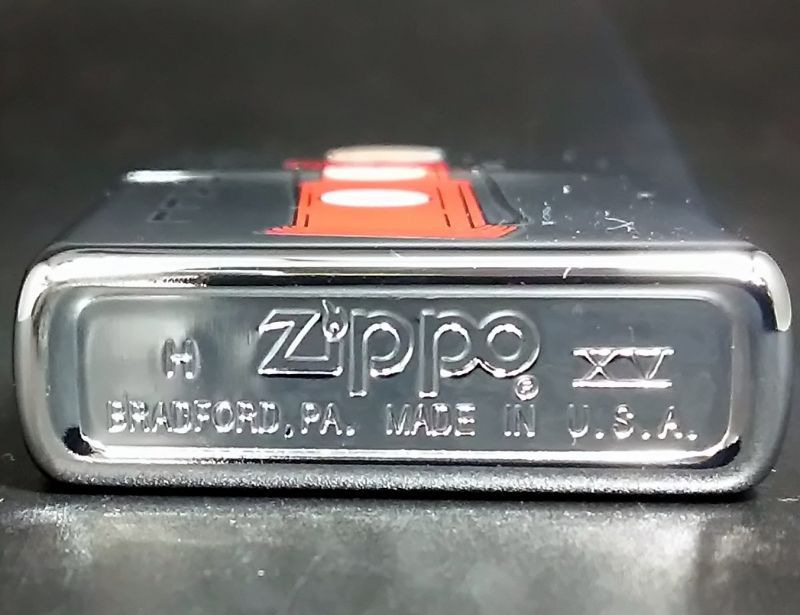 H Zippo ® XV
BRADFORD, PA. MADE IN U.S.A.